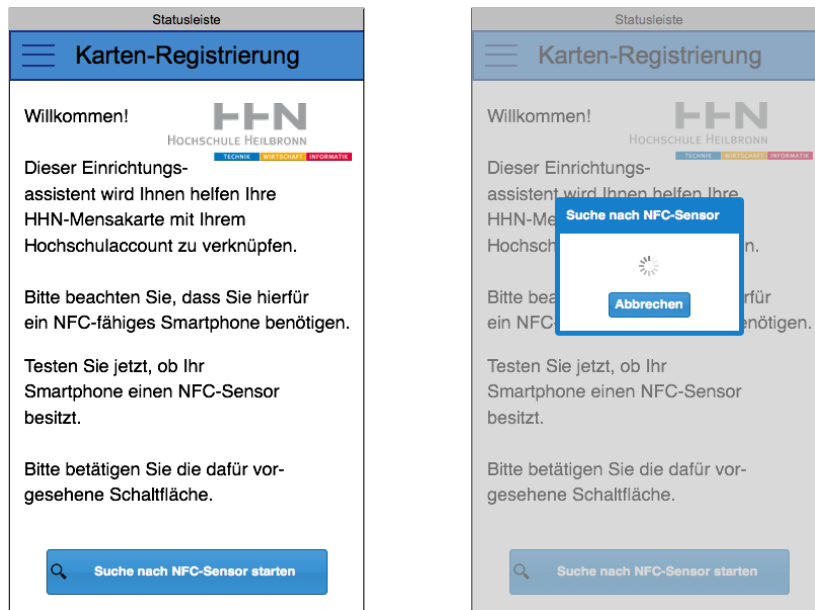 Statusleiste
Karten-Registrierung
Willkommen!
HHN
HOCHSCHULE HEILBRONN
TECHNIK WIRTSCHAFT INFORMATIK
Dieser Einrichtungs-
assistent wird Ihnen helfen Ihre
HHN-Mensakarte mit Ihrem
Hochschulaccount zu verknüpfen.
Bitte beachten Sie, dass Sie hierfür
ein NFC-fähiges Smartphone benötigen.
Testen Sie jetzt, ob Ihr
Smartphone einen NFC-Sensor
besitzt.
Bitte betätigen Sie die dafür vor-
gesehene Schaltfläche.
Suche nach NFC-Sensor starten
Statusleiste
Karten-Registrierung
Willkommen!
HHN
HOCHSCHULE HEILBRONN
TECHNIK WIRTSCHAFT INFORMATIK
Dieser Einrichtungs-
assistent wird Ihnen helfen Ihre
HHN-Me
Suche nach NFC-Sensor
Hochsch n.
Abbrechen
Bitte bea rfür
ein NFC- enötigen.
Testen Sie jetzt, ob Ihr
Smartphone einen NFC-Sensor
besitzt.
Bitte betätigen Sie die dafür vor-
gesehene Schaltfläche.
Suche nach NFC-Sensor starten